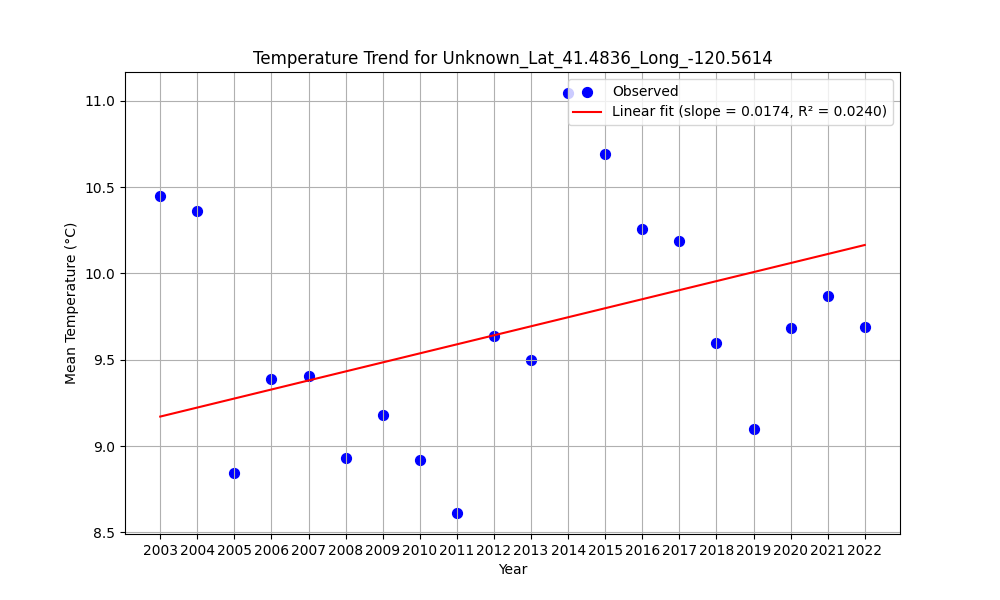 Temperature Trend for Unknown_Lat_41.4836_Long_-120.5614
Observed
Linear fit (slope = 0.0174, R² = 0.0240)
Mean Temperature (°C)
11.0
10.5
10.0
9.5
9.0
8.5
2003 2004 2005 2006 2007 2008 2009 2010 2011 2012 2013 2014 2015 2016 2017 2018 2019 2020 2021 2022
Year